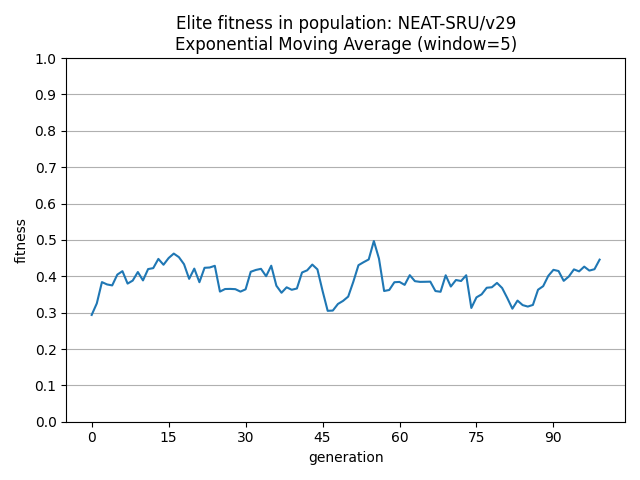 Elite fitness in population: NEAT-SRU/v29
Exponential Moving Average (window=5)
1.0
0.9
0.8
0.7
0.6
0.5
0.4
0.3
0.2
0.1
0.0
fitness
0 15 30 45 60 75 90
generation